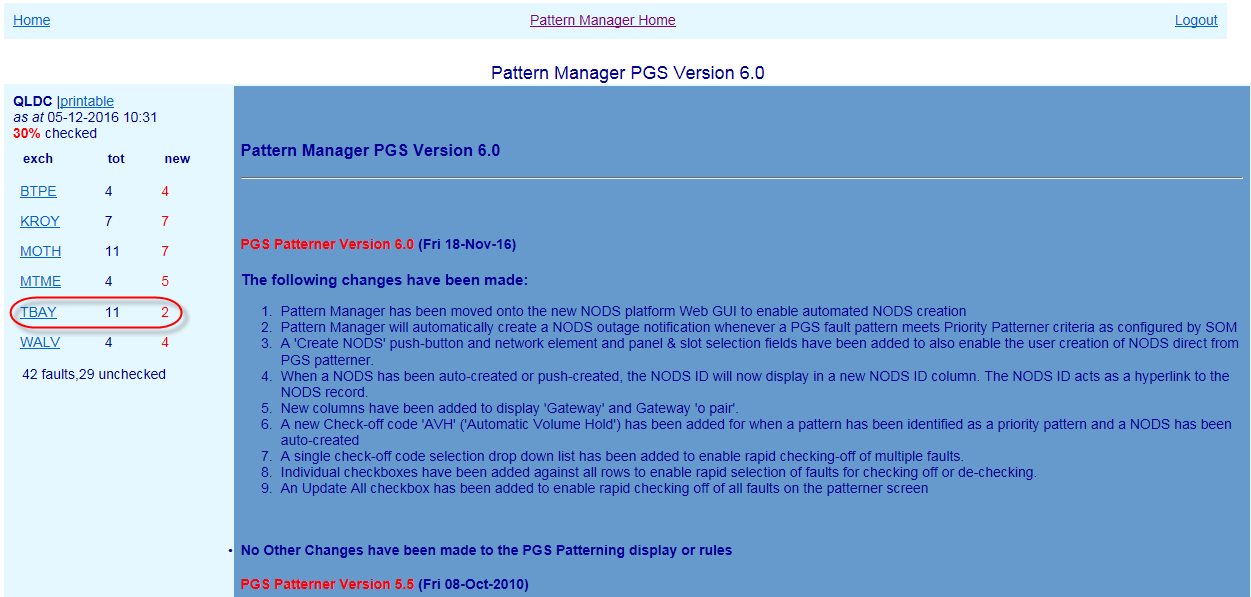 Home Pattern Manager Home Logout
Pattern Manager PGS Version 6.0
QLDC |printable
as at 05-12-2016 10:31
30% checked
exch tot new
BTPE 4 4
KROY 7 7
MOTH 11 7
MTME 4 5
TBAY 11 2
WALV 4 4
42 faults,29 unchecked
Pattern Manager PGS Version 6.0
PGS Patterner Version 6.0 (Fri 18-Nov-16)
The following changes have been made:
1. Pattern Manager has been moved onto the new NODS platform Web GUI to enable automated NODS creation
2. Pattern Manager will automatically create a NODS outage notification whenever a PGS fault pattern meets Priority Patterner criteria as configured by SOM
3. A 'Create NODS' push-button and network element and panel & slot selection fields have been added to also enable the user creation of NODS direct from
PGS patterner.
4. When a NODS has been auto-created or push-created, the NODS ID will now display in a new NODS ID column. The NODS ID acts as a hyperlink to the
NODS record.
5. New columns have been added to display 'Gateway' and Gateway 'o pair'.
6. A new Check-off code 'AVH' ('Automatic Volume Hold') has been added for when a pattern has been identified as a priority pattern and a NODS has been
auto-created
7. A single check-off code selection drop down list has been added to enable rapid checking-off of multiple faults.
8. Individual checkboxes have been added against all rows to enable rapid selection of faults for checking off or de-checking.
9. An Update All checkbox has been added to enable rapid checking off of all faults on the patterner screen
• No Other Changes have been made to the PGS Patterning display or rules
PGS Patterner Version 5.5 (Fri 08-Oct-2010)